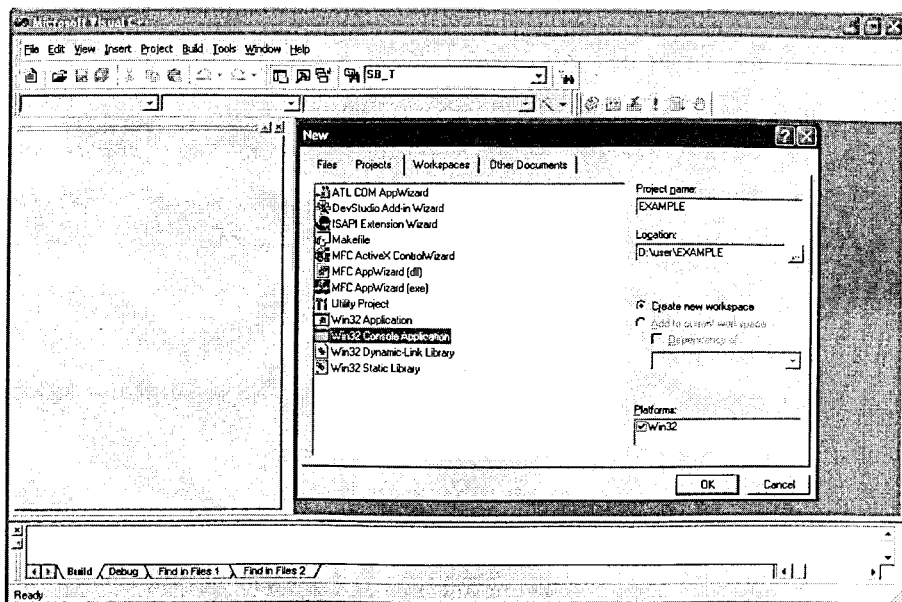 Microsoft Visual C++
File Edit View Insert Project Build Tools Window Help
SB_T
New
Files Projects Workspaces Other Documents
ATL COM AppWizard
DevStudio Add-in Wizard
ISAPI Extension Wizard
Makefile
MFC ActiveX ControlWizard
MFC AppWizard (dll)
MFC AppWizard (exe)
Utility Project
Win32 Application
Win32 Console Application
Win32 Dynamic-Link Library
Win32 Static Library
Project name:
EXAMPLE
Location:
D:\user\EXAMPLE
...
Create new workspace
Add to current workspace
Dependency of:
Platforms:
Win32
OK Cancel
Build Debug Find in Files 1 Find in Files 2
Ready